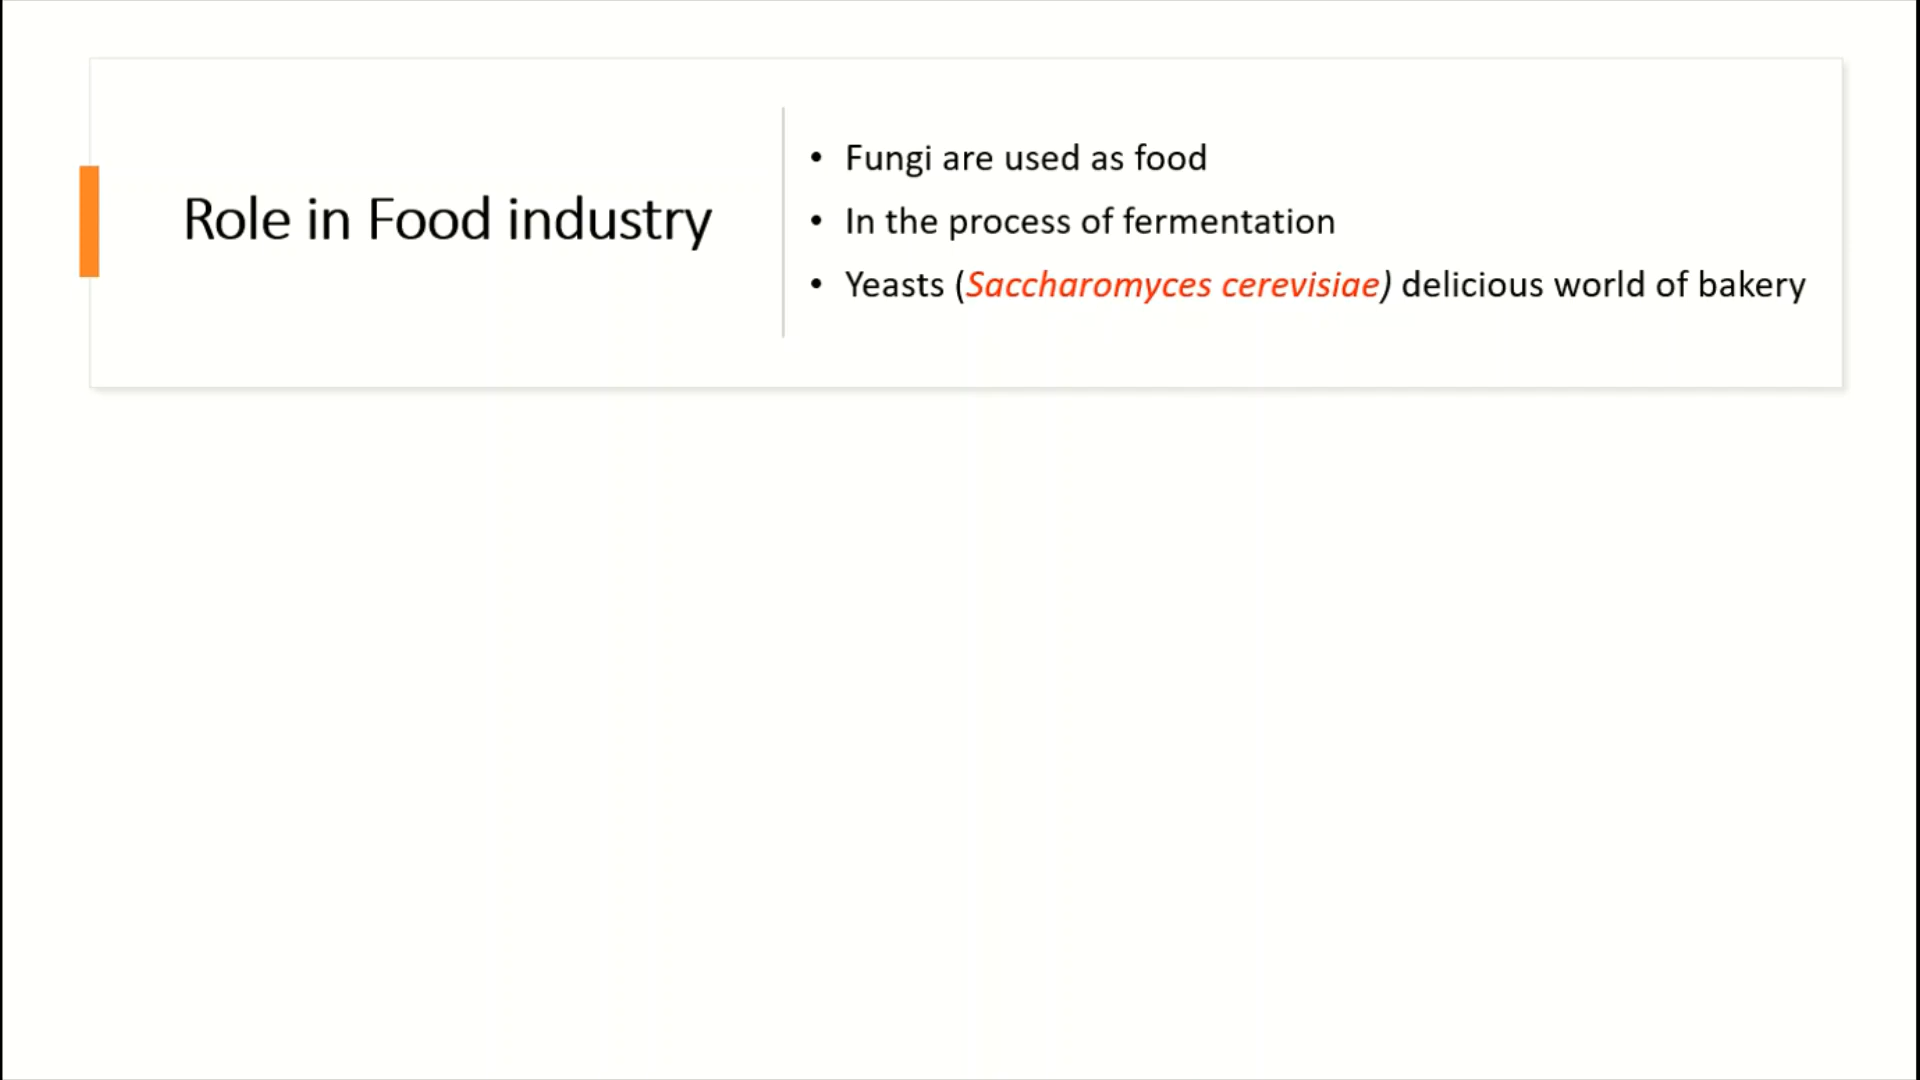 Role in Food industry
• Fungi are used as food
• In the process of fermentation
• Yeasts (Saccharomyces cerevisiae) delicious world of bakery